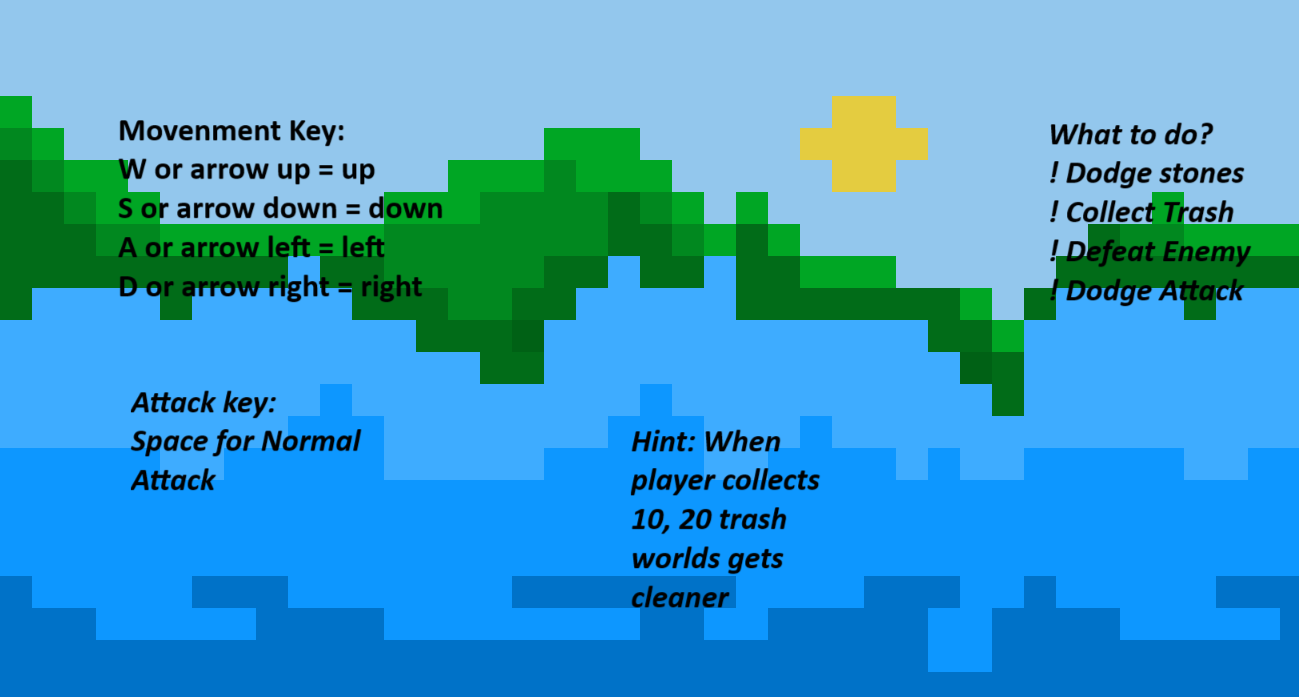 Movenment Key:
W or arrow up = up
S or arrow down = down
A or arrow left = left
D or arrow right = right
What to do?
! Dodge stones
! Collect Trash
! Defeat Enemy
! Dodge Attack
Attack key:
Space for Normal
Attack
Hint: When
player collects
10, 20 trash
worlds gets
cleaner